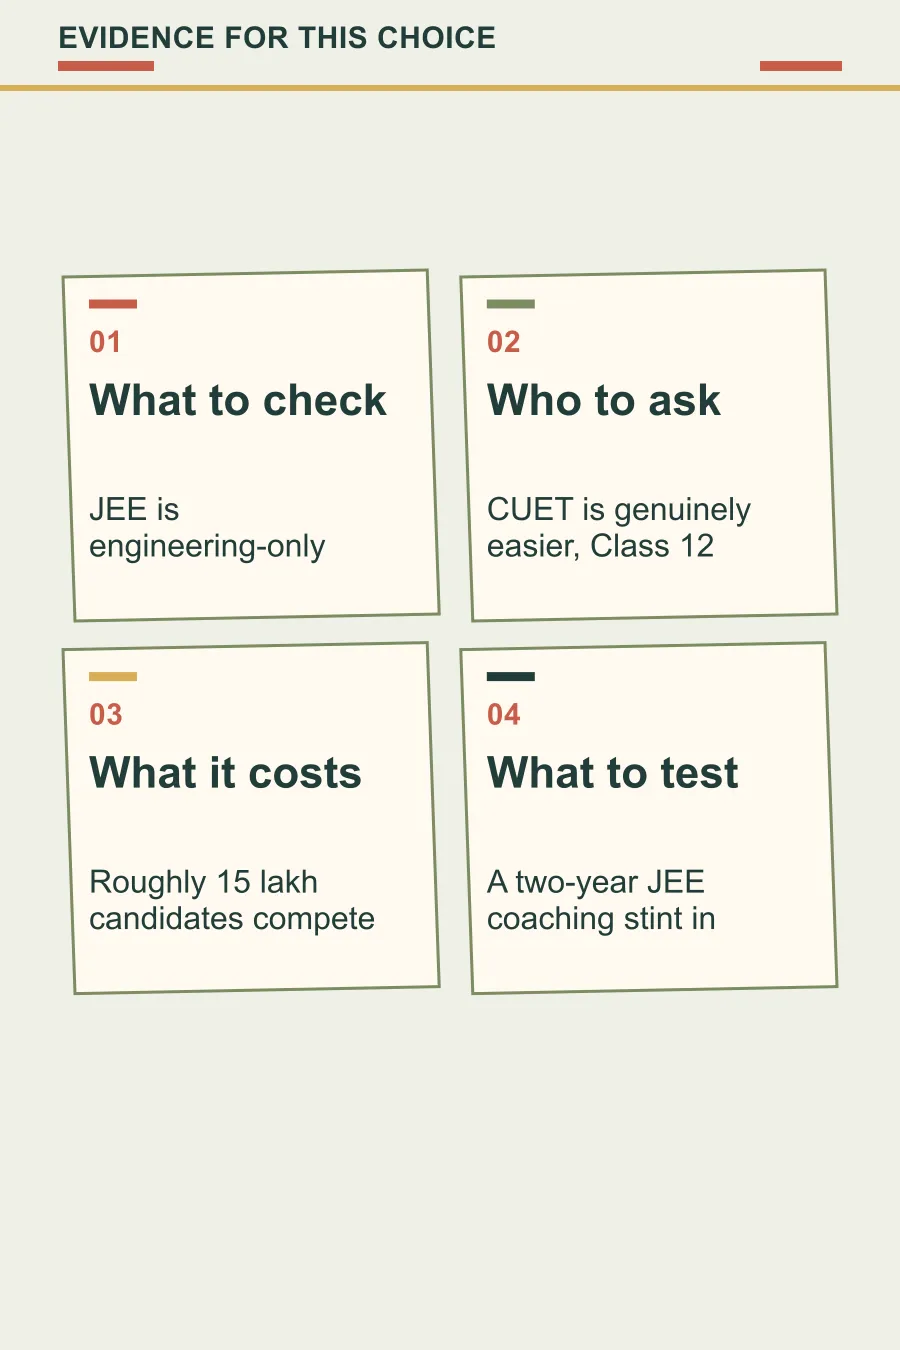 EVIDENCE FOR THIS CHOICE
01
What to check
JEE is
engineering-only
02
Who to ask
CUET is genuinely
easier, Class 12
03
What it costs
Roughly 15 lakh
candidates compete
04
What to test
A two-year JEE
coaching stint in